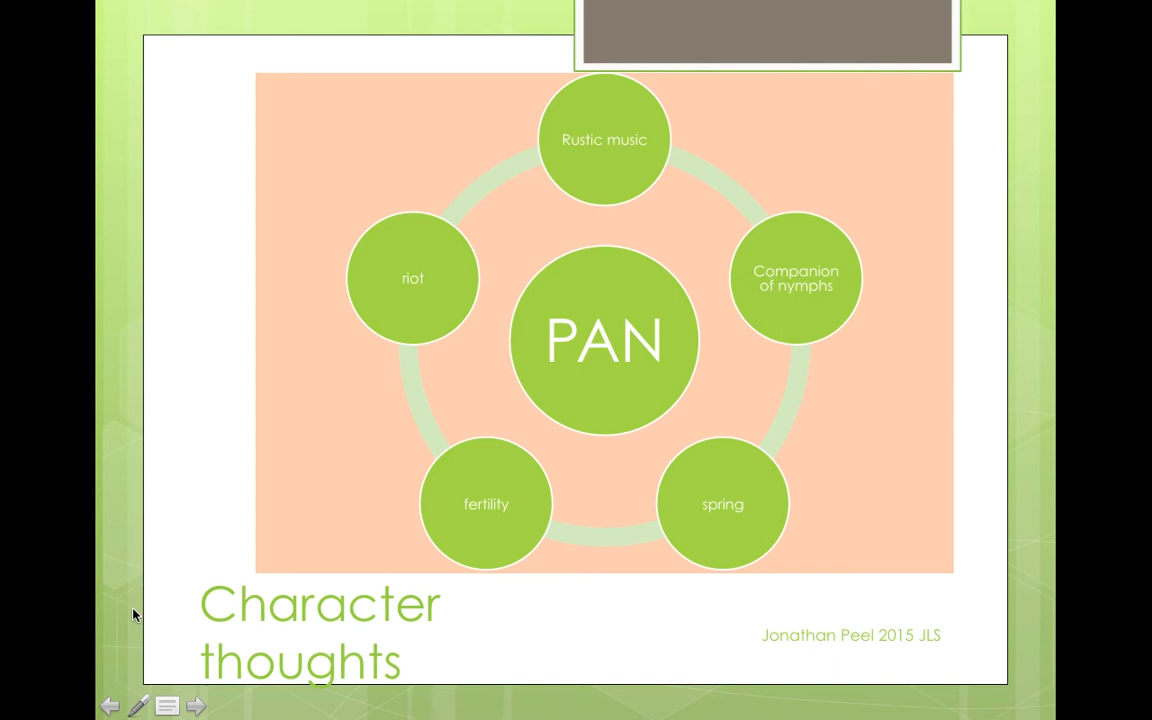 Rustic music
riot
Companion
of nymphs
PAN
fertility
spring
Character
thoughts
Jonathan Peel 2015 JLS